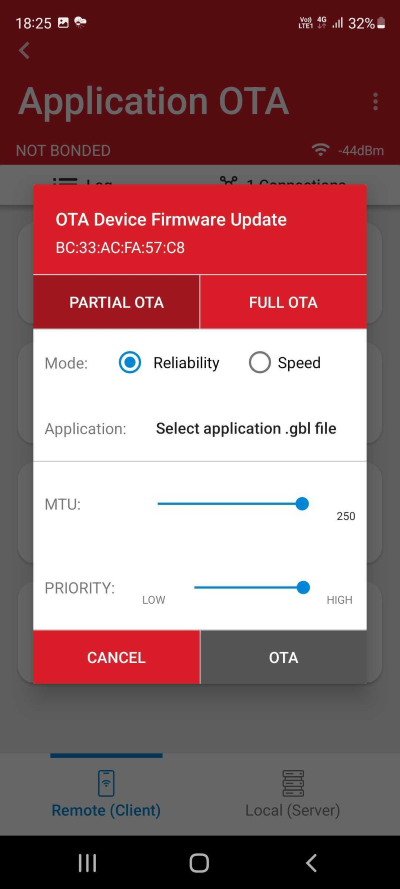 18:25 Vo)) LTE1 4G 32%
Application OTA
NOT BONDED -44dBm
Log 1 Connections
OTA Device Firmware Update
BC:33:AC:FA:57:C8
PARTIAL OTA FULL OTA
Mode: Reliability Speed
Application: Select application .gbl file
MTU: 250
PRIORITY: LOW HIGH
CANCEL OTA
Remote (Client) Local (Server)